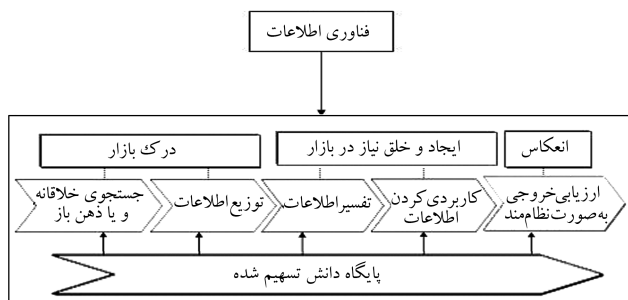 فناوری اطلاعات
درک بازار
ایجاد و خلق نیاز در بازار
انعکاس
جستجوی خلاقانه
و یا ذهن باز
توزیع اطلاعات
تفسیر اطلاعات
کاربردی کردن
اطلاعات
ارزیابی خروجی
به‌صورت نظام‌مند
پایگاه دانش تسهیم شده